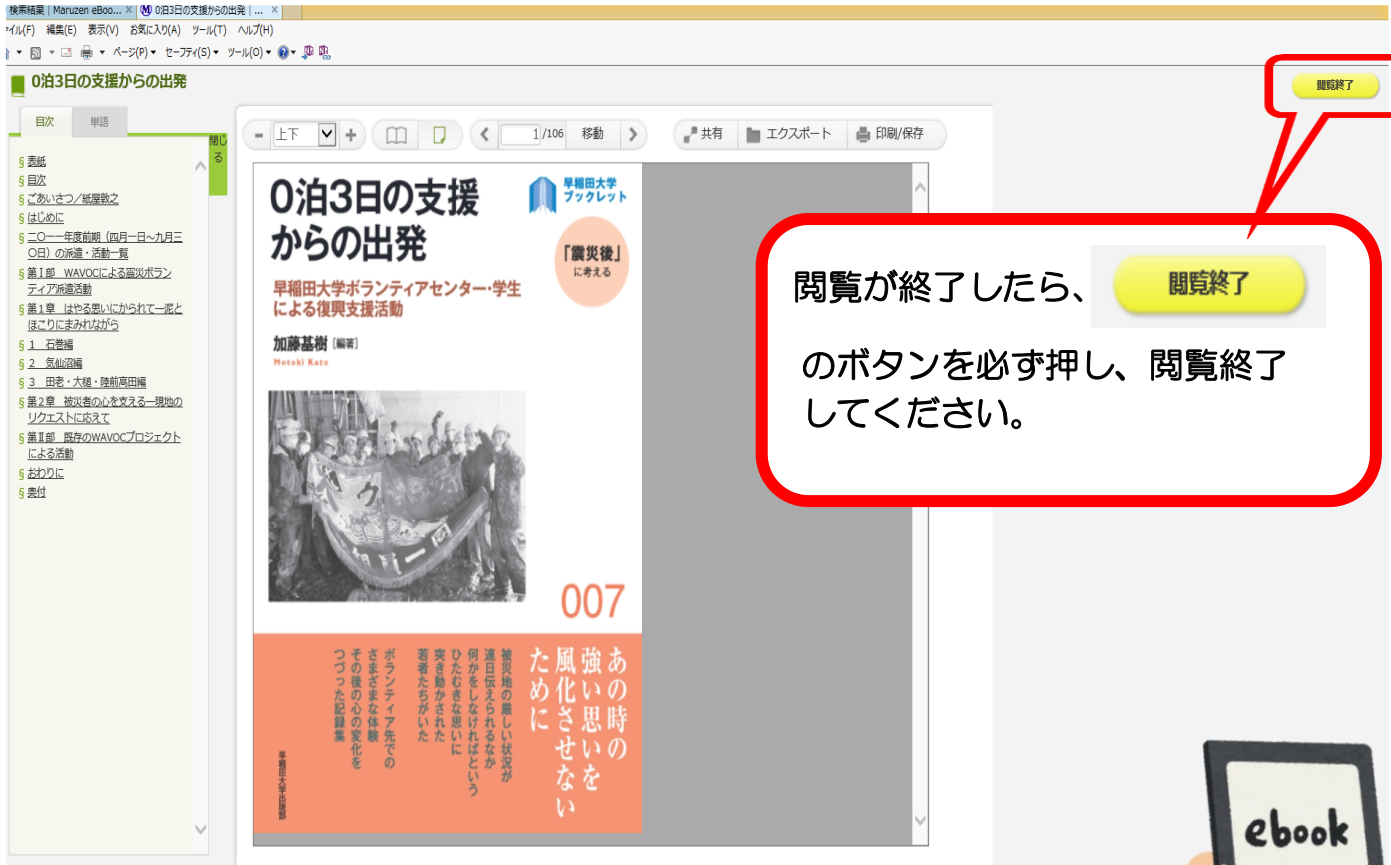 検索結果 | Maruzen eBoo... × 0泊3日の支援からの出発 | ... ×
ァイル(F) 編集(E) 表示(V) お気に入り(A) ツール(T) ヘルプ(H)
ページ(P) セーフティ(S) ツール(O)
0泊3日の支援からの出発
閲覧終了
目次 単語
閉じる
上下 1 /106 移動 共有 エクスポート 印刷/保存
§ 表紙
§ 目次
§ ごあいさつ／紙屋敦之
§ はじめに
§ 二〇一一年度前期（四月一日～九月三
〇日）の派遣・活動一覧
§ 第Ⅰ部 WAVOCによる震災ボラン
ティア派遣活動
§ 第1章 はやる思いにかられて―泥と
ほこりにまみれながら
§ 1 石巻編
§ 2 気仙沼編
§ 3 田老・大槌・陸前高田編
§ 第2章 被災者の心を支える―現地の
リクエストに応えて
§ 第Ⅱ部 既存のWAVOCプロジェクト
による活動
§ おわりに
§ 奥付
0泊3日の支援
からの出発
早稲田大学
ブックレット
「震災後」
に考える
早稲田大学ボランティアセンター・学生
による復興支援活動
加藤基樹［編著］
Motoki Kato
007
あの時の
強い思いを
風化させない
ために
被災地の厳しい状況が
連日伝えられるなか
何かをしなければという
ひたむきな思いに
突き動かされた
若者たちがいた
ボランティア先での
さまざまな体験
その後の心の変化を
つづった記録集
早稲田大学出版部
閲覧が終了したら、 閲覧終了
のボタンを必ず押し、閲覧終了
してください。
ebook